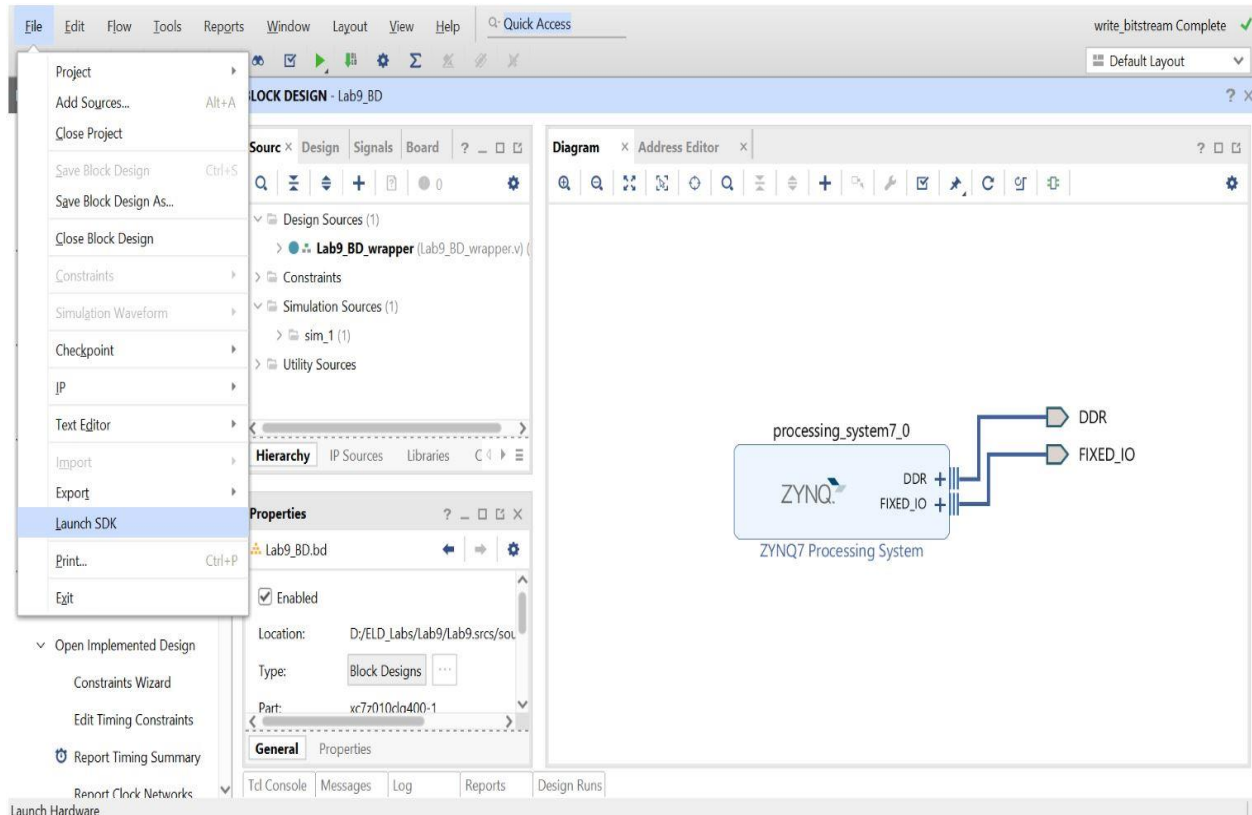 File Edit Flow Tools Reports Window Layout View Help Quick Access write_bitstream Complete
Default Layout
Project
Add Sources... Alt+A
Close Project
Save Block Design Ctrl+S
Save Block Design As...
Close Block Design
Constraints
Simulation Waveform
Checkpoint
IP
Text Editor
Import
Export
Launch SDK
Print... Ctrl+P
Exit
Open Implemented Design
Constraints Wizard
Edit Timing Constraints
Report Timing Summary
Report Clock Networks
Launch Hardware
BLOCK DESIGN - Lab9_BD
Sourc Design Signals Board
0
Design Sources (1)
Lab9_BD_wrapper (Lab9_BD_wrapper.v) (
Constraints
Simulation Sources (1)
sim_1 (1)
Utility Sources
Hierarchy IP Sources Libraries C
Properties
Lab9_BD.bd
Enabled
Location: D:/ELD_Labs/Lab9/Lab9.srcs/sou
Type: Block Designs ...
Part: xc7z010clg400-1
General Properties
Tcl Console Messages Log Reports Design Runs
Diagram Address Editor
processing_system7_0
ZYNQ.
DDR
FIXED_IO
ZYNQ7 Processing System
DDR
FIXED_IO